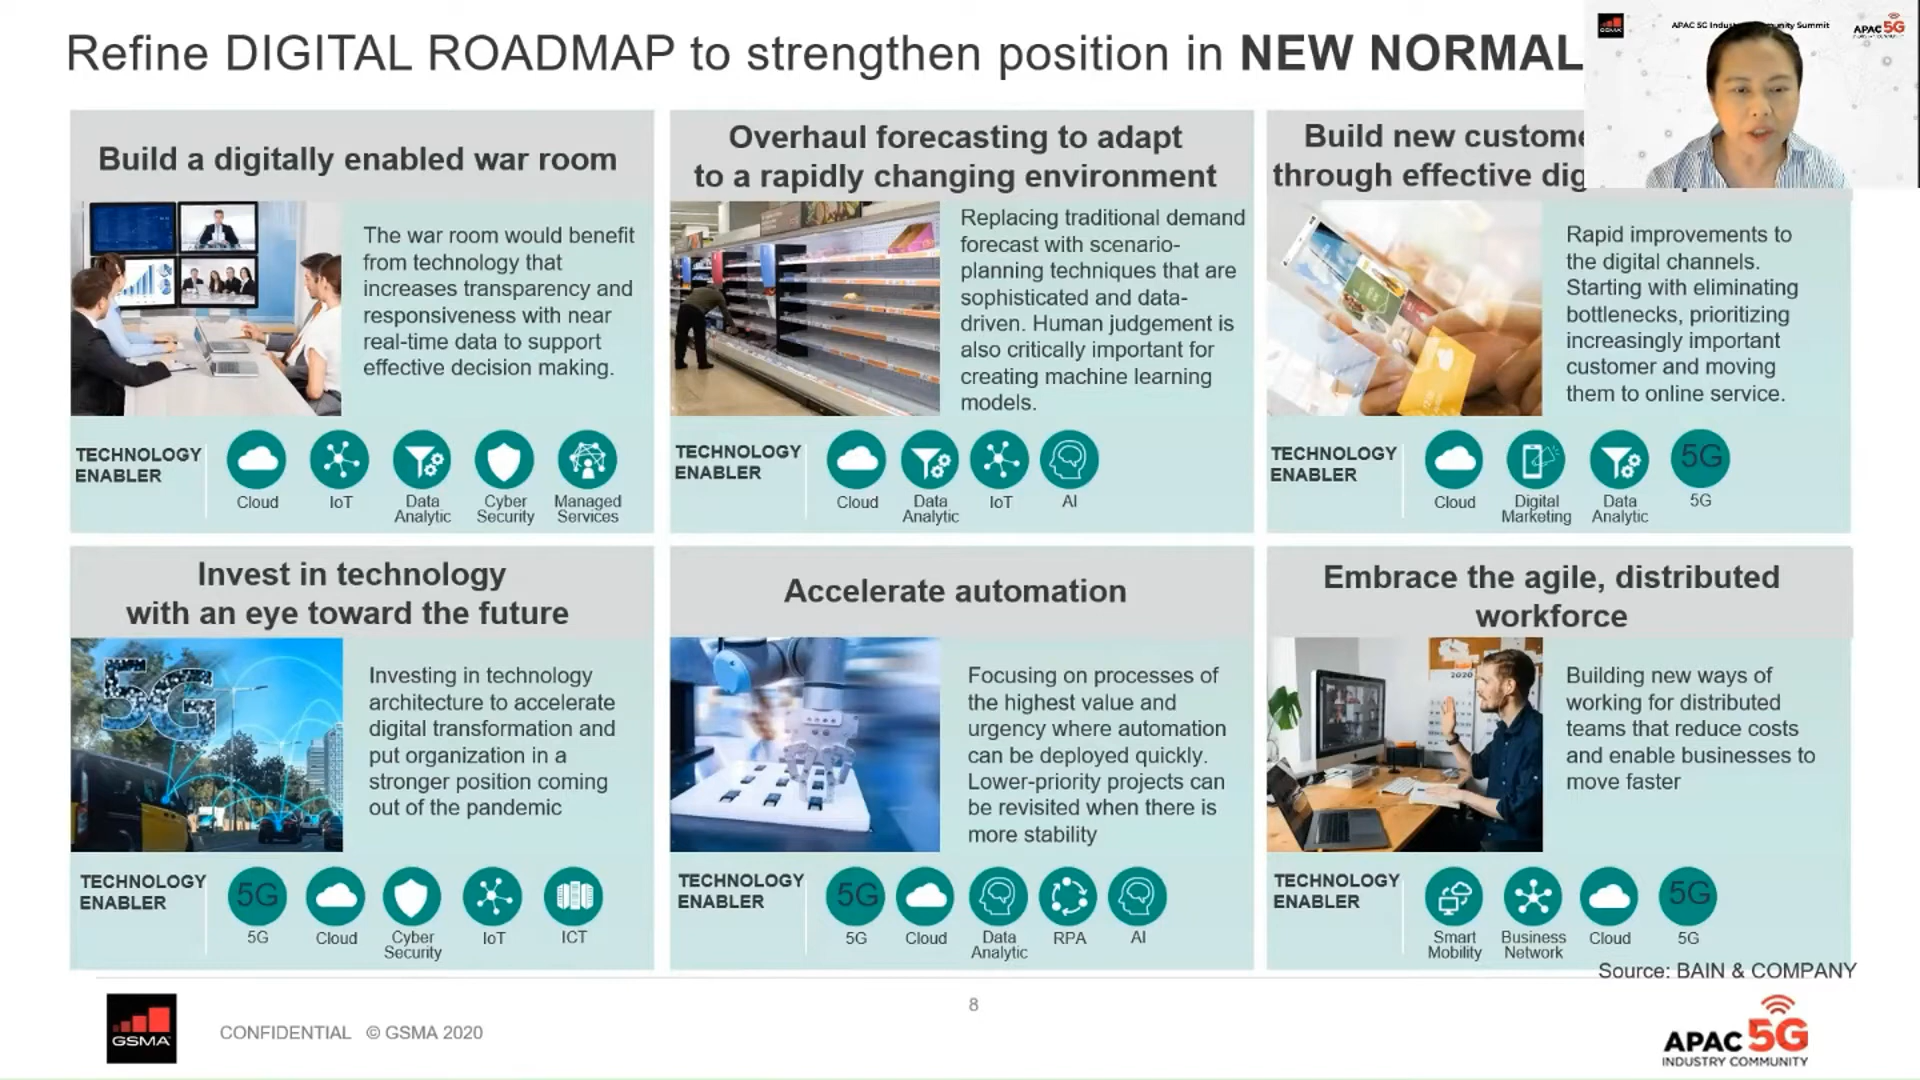 Refine DIGITAL ROADMAP to strengthen position in NEW NORMAL
GSMA
APAC 5G
APAC 5G
Build a digitally enabled war room
The war room would benefit
from technology that
increases transparency and
responsiveness with near
real-time data to support
effective decision making.
TECHNOLOGY
ENABLER
Cloud
IoT
Data
Analytic
Cyber
Security
Managed
Services
Overhaul forecasting to adapt
to a rapidly changing environment
Replacing traditional demand
forecast with scenario-
planning techniques that are
sophisticated and data-
driven. Human judgement is
also critically important for
creating machine learning
models.
TECHNOLOGY
ENABLER
Cloud
Data
Analytic
IoT
AI
Build new
through effective
Rapid improvements to
the digital channels.
Starting with eliminating
bottlenecks, prioritizing
increasingly important
customer and moving
them to online service.
TECHNOLOGY
ENABLER
Cloud
Digital
Marketing
Data
Analytic
5G
5G
Invest in technology
with an eye toward the future
5G
Investing in technology
architecture to accelerate
digital transformation and
put organization in a
stronger position coming
out of the pandemic
TECHNOLOGY
ENABLER
5G
5G
Cloud
Cyber
Security
IoT
ICT
Accelerate automation
Focusing on processes of
the highest value and
urgency where automation
can be deployed quickly.
Lower-priority projects can
be revisited when there is
more stability
TECHNOLOGY
ENABLER
5G
5G
Cloud
Data
Analytic
RPA
AI
Embrace the agile, distributed
workforce
2020
Building new ways of
working for distributed
teams that reduce costs
and enable businesses to
move faster
TECHNOLOGY
ENABLER
Smart
Mobility
Business
Network
Cloud
5G
5G
Source: BAIN & COMPANY
8
GSMA
CONFIDENTIAL © GSMA 2020
APAC 5G
INDUSTRY COMMUNITY